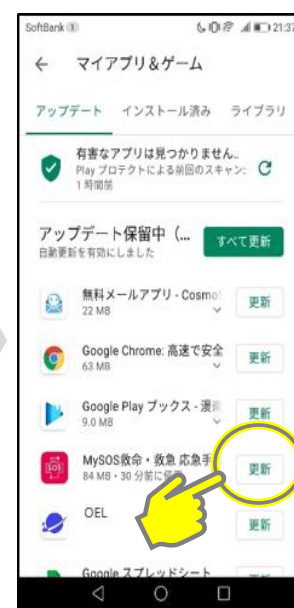 SoftBank ① 21:37
← マイアプリ&ゲーム
アップデート インストール済み ライブラリ
有害なアプリは見つかりません。
Play プロテクトによる前回のスキャン:
1 時間前
アップデート保留中 (... すべて更新
自動更新を有効にしました
無料メールアプリ - Cosmo
22 MB
更新
Google Chrome: 高速で安全
63 MB
更新
Google Play ブックス - 漫
9.0 MB
更新
MySOS救命・救急 応急手
84 MB・30 分前に
更新
OEL
更新
Google スプレッドシート